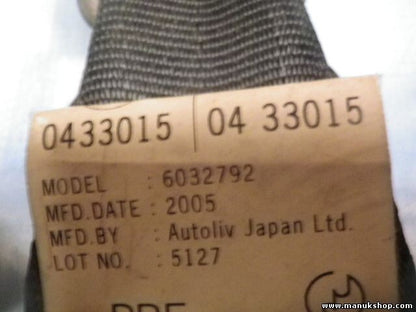 0433015 | 04 33015
MODEL : 6032792
MFD.DATE : 2005
MFD.BY : Autoliv Japan Ltd.
LOT NO. : 5127
www.manukshop.com